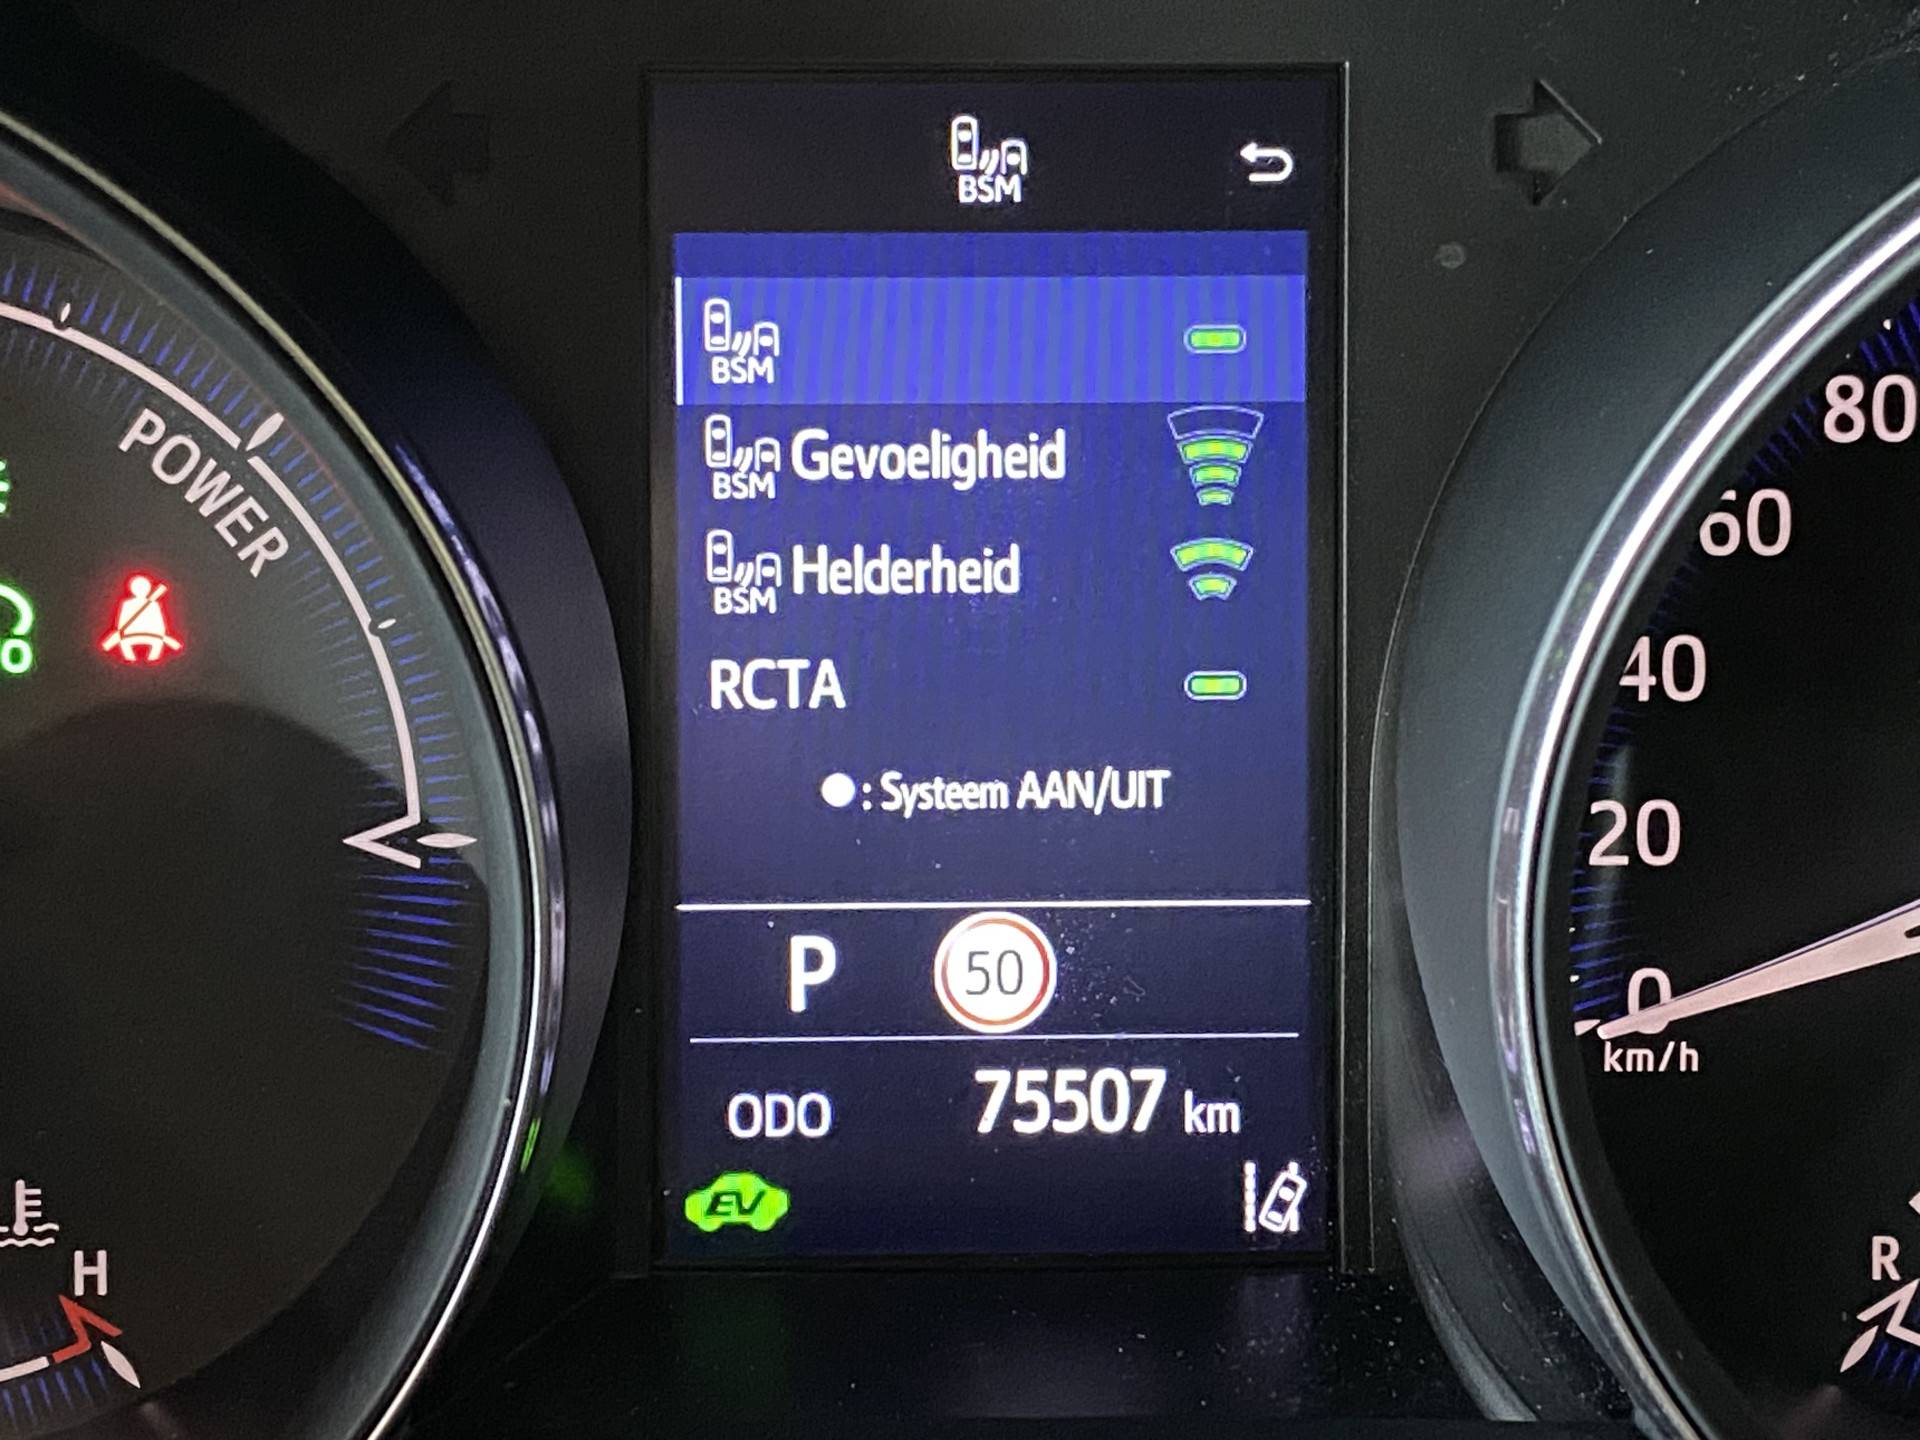 BSM
BSM
BSM Gevoeligheid
BSM Helderheid
RCTA
: Systeem AAN/UIT
P 50
ODO 75507 km
EV
POWER
H
80
60
40
20
0
km/h
R